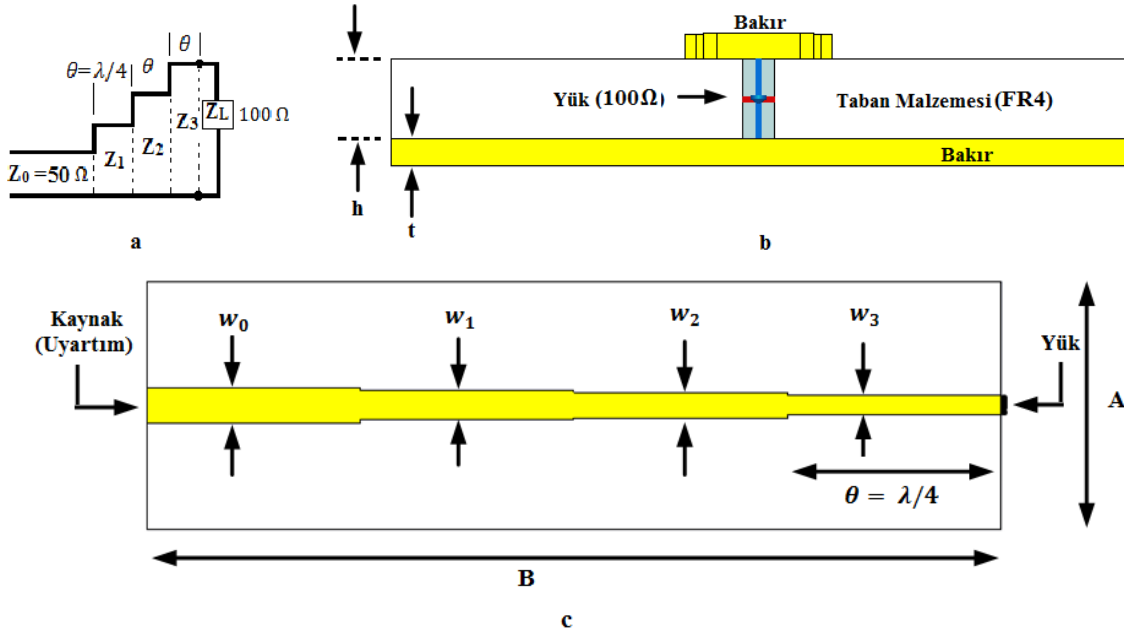 θ
θ=λ/4 θ
Z₀ =50 Ω
Z₁
Z₂
Z₃
Z_L 100 Ω
a
Bakır
Yük (100Ω)
Taban Malzemesi (FR4)
Bakır
h
t
b
Kaynak
(Uyartım)
w₀
w₁
w₂
w₃
Yük
A
θ = λ/4
B
c